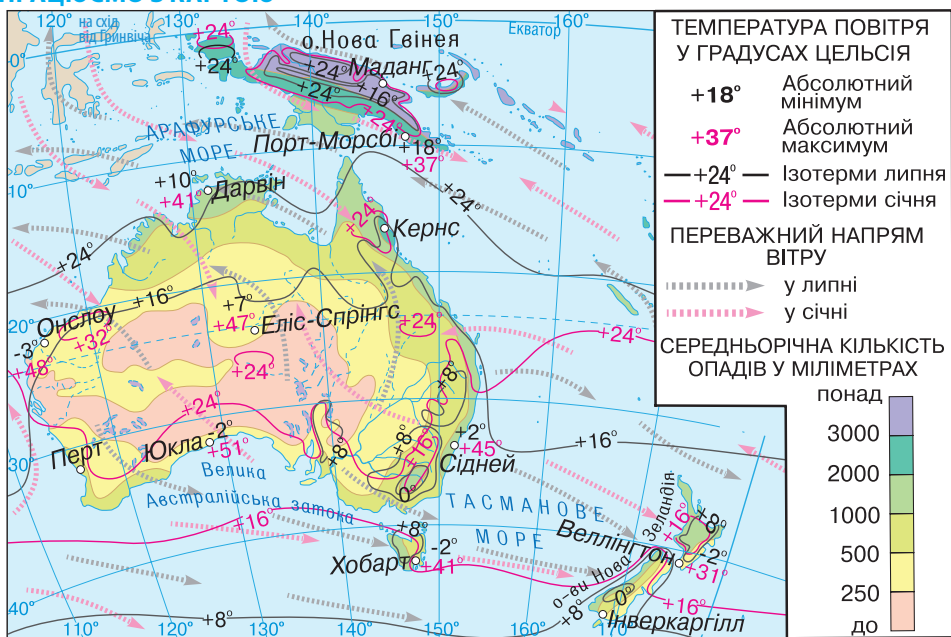 120°
на схід
від Гринвіча
130°
140°
150°
160°
Екватор
0°
10°
20°
30°
40°
110°
120°
130°
140°
150°
160°
170°
+24°
+24°
о.Нова Гвінея
+24°
Маданг
+24°
+24°
+16°
+24°
АРАФУРСЬКЕ
МОРЕ
Порт-Морсбі
+18°
+37°
+10°
+41°
Дарвін
+24°
+24°
Кернс
+24°
+16°
+7°
+47°
Еліс-Спрінгс
Онслоу
-3°
+48°
+32°
+24°
+24°
+24°
+24°
+8°
Перт
Юкла
-2°
+51°
+8°
+8°
+16°
0°
+2°
+45°
Сідней
+16°
Велика
Австралійська затока
+16°
ТАСМАНОВЕ
МОРЕ
+8°
-2°
Хобарт
+41°
Веллінгтон
о-ви Нова Зеландія
+16°
+8°
-2°
+31°
+16°
0°
+8°
Інверкаргілл
+8°
ТЕМПЕРАТУРА ПОВІТРЯ
У ГРАДУСАХ ЦЕЛЬСІЯ
+18° Абсолютний
мінімум
+37° Абсолютний
максимум
+24° Ізотерми липня
+24° Ізотерми січня
ПЕРЕВАЖНИЙ НАПРЯМ
ВІТРУ
у липні
у січні
СЕРЕДНЬОРІЧНА КІЛЬКІСТЬ
ОПАДІВ У МІЛІМЕТРАХ
понад
3000
2000
1000
500
250
до